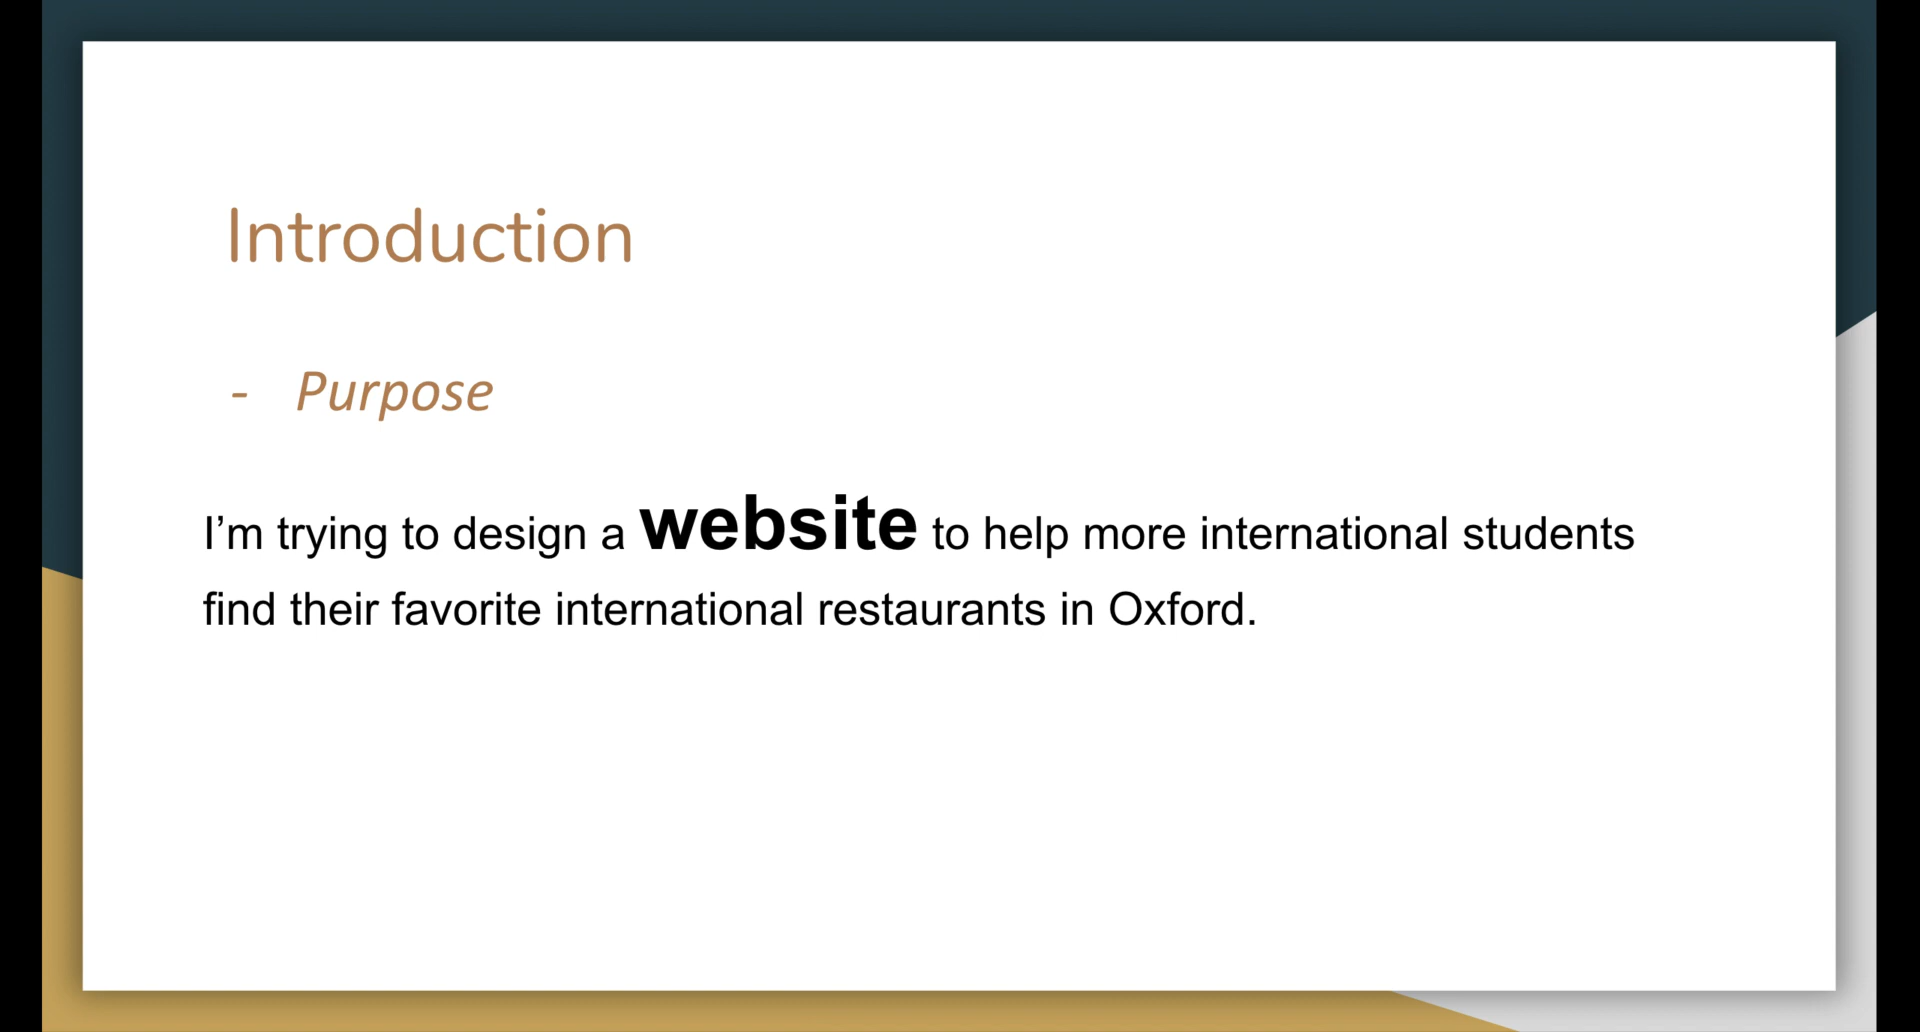 Introduction
- Purpose
I’m trying to design a website to help more international students
find their favorite international restaurants in Oxford.